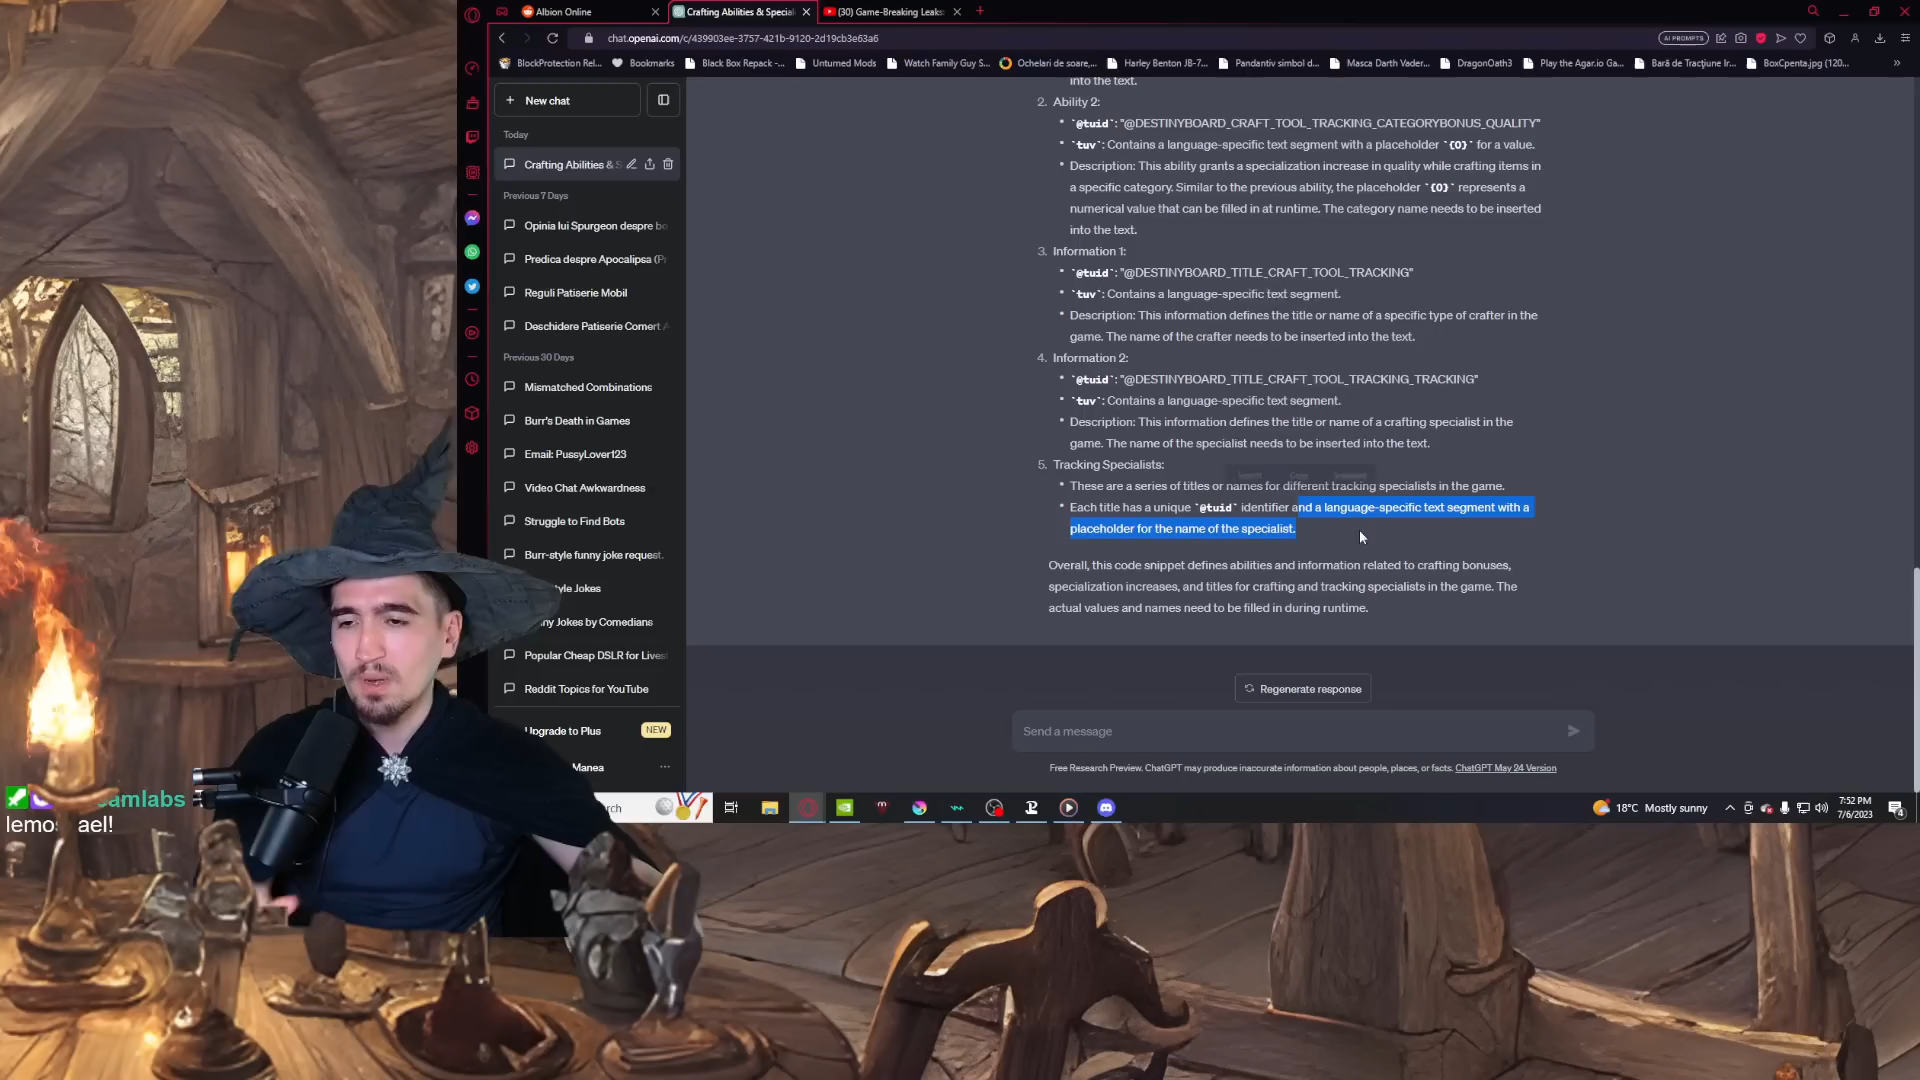 Albion Online
Crafting Abilities & Special
(30) Game-Breaking Leaks
chat.openai.com/c/439903ee-3757-421b-9120-2d19cb3e63a6
AI PROMPTS
BlockProtection Rel...
Bookmarks
Black Box Repack -...
Unturned Mods
Watch Family Guy S...
Ochelari de soare,...
Harley Benton JB-7...
Pandantiv simbol d...
Masca Darth Vader...
DragonOath3
Play the Agar.io Ga...
Bară de Tracțiune Ir...
BoxCpenta.jpg (120...
New chat
Today
Crafting Abilities & S
Previous 7 Days
Opinia lui Spurgeon despre bo
Predica despre Apocalipsa (Pr
Reguli Patiserie Mobil
Deschidere Patiserie Comert A
Previous 30 Days
Mismatched Combinations
Burr's Death in Games
Email: PussyLover123
Video Chat Awkwardness
Struggle to Find Bots
Burr-style funny joke request.
style Jokes
Jokes by Comedians
Popular Cheap DSLR for Lives
Reddit Topics for YouTube
Upgrade to Plus
NEW
Manea
into the text.
2. Ability 2:
• `@tuid`: "@DESTINYBOARD_CRAFT_TOOL_TRACKING_CATEGORYBONUS_QUALITY"
• `tuv`: Contains a language-specific text segment with a placeholder `{0}` for a value.
• Description: This ability grants a specialization increase in quality while crafting items in
a specific category. Similar to the previous ability, the placeholder `{0}` represents a
numerical value that can be filled in at runtime. The category name needs to be inserted
into the text.
3. Information 1:
• `@tuid`: "@DESTINYBOARD_TITLE_CRAFT_TOOL_TRACKING"
• `tuv`: Contains a language-specific text segment.
• Description: This information defines the title or name of a specific type of crafter in the
game. The name of the crafter needs to be inserted into the text.
4. Information 2:
• `@tuid`: "@DESTINYBOARD_TITLE_CRAFT_TOOL_TRACKING_TRACKING"
• `tuv`: Contains a language-specific text segment.
• Description: This information defines the title or name of a crafting specialist in the
game. The name of the specialist needs to be inserted into the text.
5. Tracking Specialists:
• These are a series of titles or names for different tracking specialists in the game.
• Each title has a unique `@tuid` identifier and a language-specific text segment with a
placeholder for the name of the specialist.
Overall, this code snippet defines abilities and information related to crafting bonuses,
specialization increases, and titles for crafting and tracking specialists in the game. The
actual values and names need to be filled in during runtime.
Regenerate response
Send a message
Free Research Preview. ChatGPT may produce inaccurate information about people, places, or facts. ChatGPT May 24 Version
18°C Mostly sunny
7:52 PM
7/6/2023
4